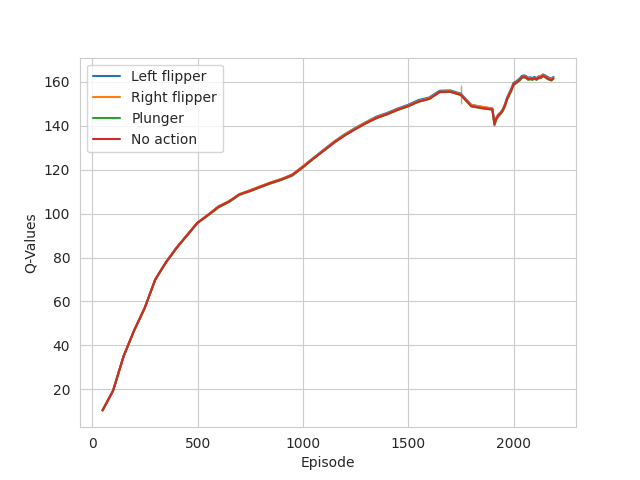 Left flipper
Right flipper
Plunger
No action
160
140
120
100
80
60
40
20
Q-Values
0
500
1000
1500
2000
Episode